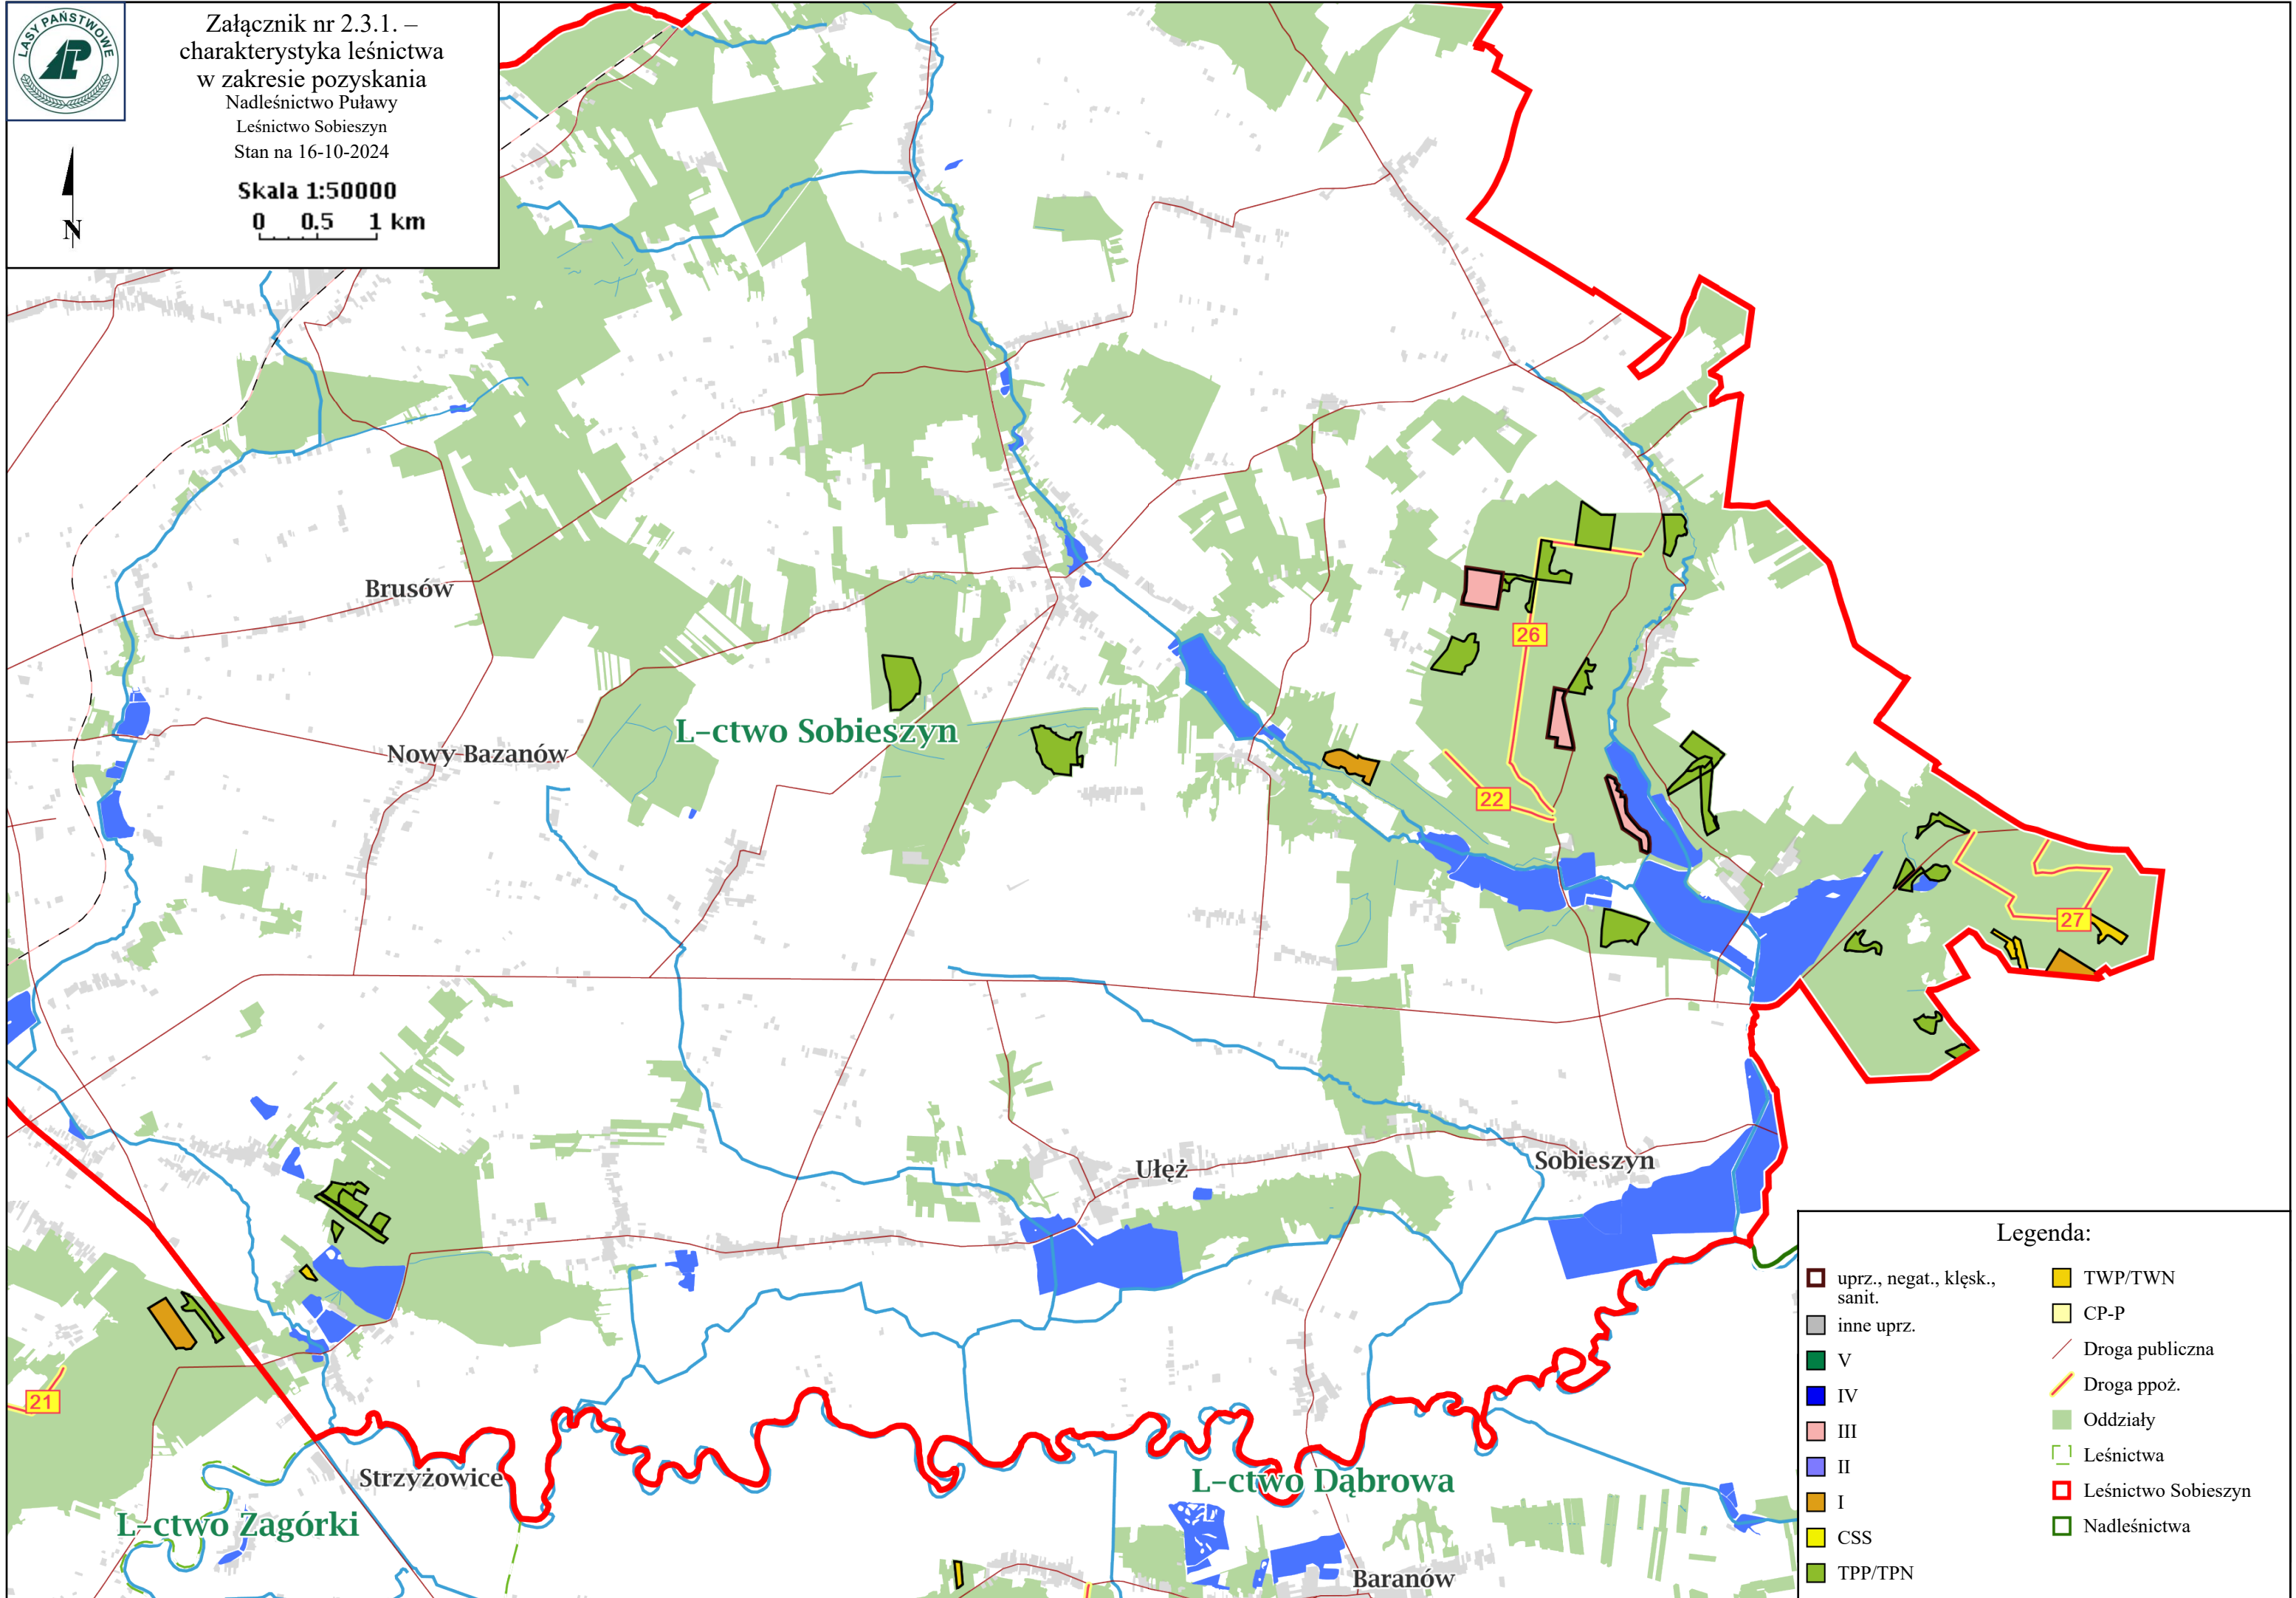 LASY PAŃSTWOWE
Załącznik nr 2.3.1. –
charakterystyka leśnictwa
w zakresie pozyskania
Nadleśnictwo Puławy
Leśnictwo Sobieszyn
Stan na 16-10-2024
Skala 1:50000
0 0.5 1 km
N
Brusów
26
L-ctwo Sobieszyn
Nowy Bazanów
22
27
Ułęż
Sobieszyn
21
Strzyżowice
L-ctwo Dąbrowa
L-ctwo Zagórki
Baranów
Legenda:
uprz., negat., klęsk.,
sanit.
inne uprz.
V
IV
III
II
I
CSS
TPP/TPN
TWP/TWN
CP-P
Droga publiczna
Droga ppoż.
Oddziały
Leśnictwa
Leśnictwo Sobieszyn
Nadleśnictwa